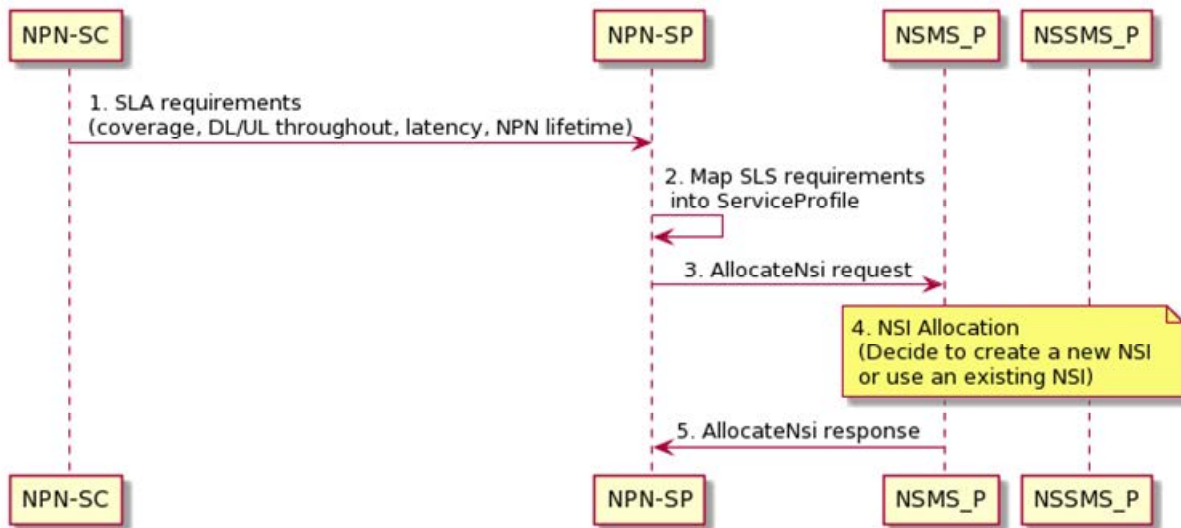 NPN-SC
NPN-SP
NSMS_P
NSSMS_P
1. SLA requirements
(coverage, DL/UL throughout, latency, NPN lifetime)
2. Map SLS requirements
into ServiceProfile
3. AllocateNsi request
4. NSI Allocation
(Decide to create a new NSI
or use an existing NSI)
5. AllocateNsi response
NPN-SC
NPN-SP
NSMS_P
NSSMS_P